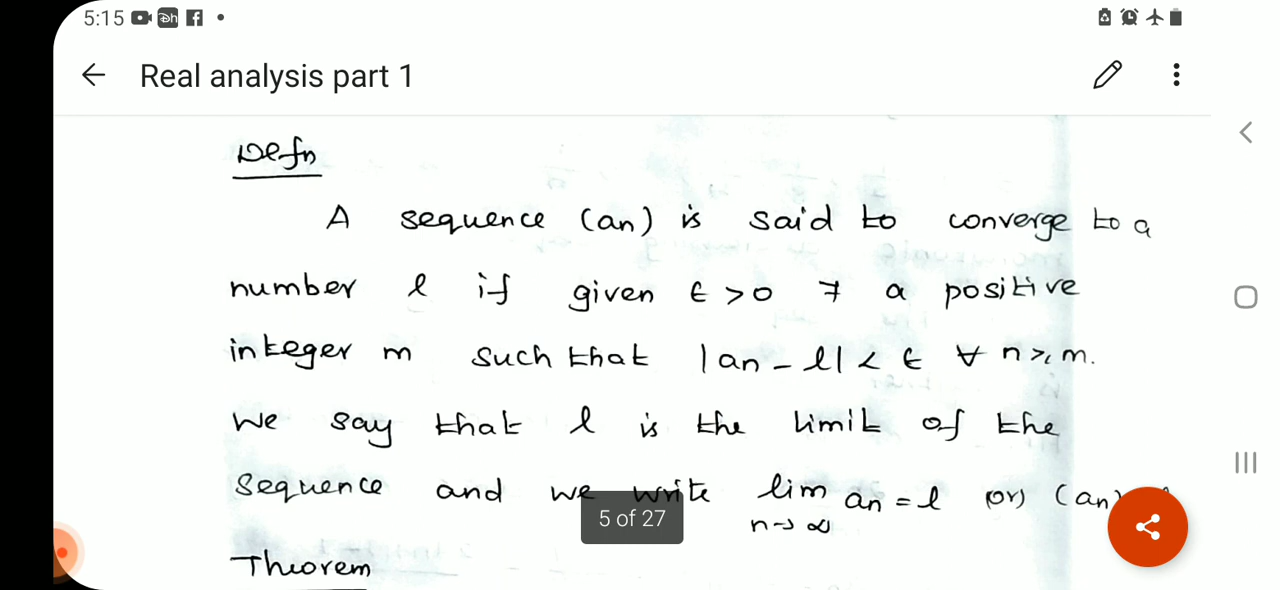 5:15
Real analysis part 1
Defn
A sequence (an) is said to converge to a
number l if given ϵ > 0 ∃ a positive
integer m such that |an - l| < ϵ ∀ n ≥ m.
We say that l is the limit of the
sequence and we write lim an = l (or) (an)
n→∞
5 of 27
Theorem